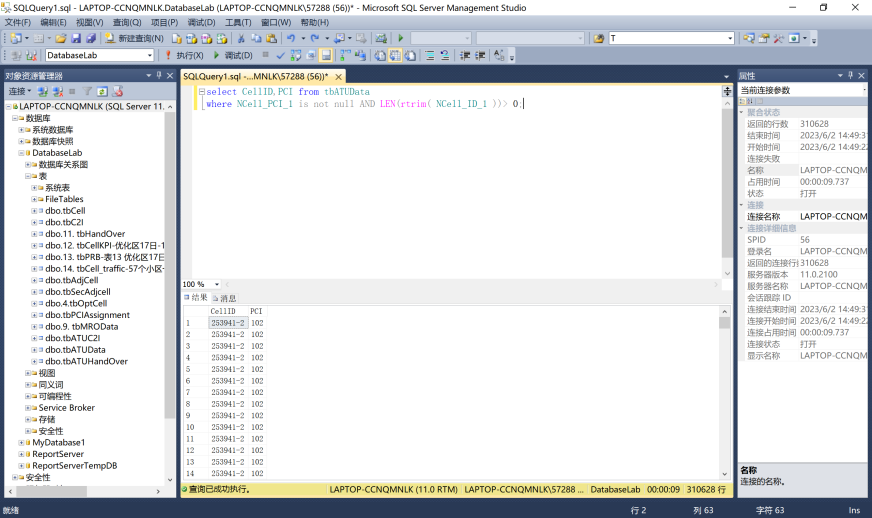 SQLQuery1.sql - LAPTOP-CCNQMNLK.DatabaseLab (LAPTOP-CCNQMNLK\57288 (56))* - Microsoft SQL Server Management Studio
文件(F) 编辑(E) 视图(V) 查询(Q) 项目(P) 调试(D) 工具(T) 窗口(W) 帮助(H)
新建查询(N) T
DatabaseLab 执行(X) 调试(D)
对象资源管理器
连接
LAPTOP-CCNQMNLK (SQL Server 11.
数据库
系统数据库
数据库快照
DatabaseLab
数据库关系图
表
系统表
FileTables
dbo.tbCell
dbo.tbC2I
dbo.11. tbHandOver
dbo.12. tbCellKPI-优化区17日-1
dbo.13. tbPRB-表13 优化区17日
dbo.14. tbCell_traffic-57个小区
dbo.tbAdjCell
dbo.tbSecAdjcell
dbo.4.tbOptCell
dbo.tbPCIAssignment
dbo.9. tbMROData
dbo.tbATUC2I
dbo.tbATUData
dbo.tbATUHandOver
视图
同义词
可编程性
Service Broker
存储
安全性
MyDatabase1
ReportServer
ReportServerTempDB
安全性
SQLQuery1.sql -...MNLK\57288 (56))*
select CellID,PCI from tbATUData
where NCell_PCI_1 is not null AND LEN(rtrim( NCell_ID_1 ))> 0;
100 %
结果 消息
CellID PCI
1 253941-2 102
2 253941-2 102
3 253941-2 102
4 253941-2 102
5 253941-2 102
6 253941-2 102
7 253941-2 102
8 253941-2 102
9 253941-2 102
10 253941-2 102
11 253941-2 102
12 253941-2 102
13 253941-2 102
14 253941-2 102
查询已成功执行。 LAPTOP-CCNQMNLK (11.0 RTM) LAPTOP-CCNQMNLK\57288 ... DatabaseLab 00:00:09 310628 行
属性
当前连接参数
聚合状态
返回的行数 310628
结束时间 2023/6/2 14:49:31
开始时间 2023/6/2 14:49:22
连接失败
名称 LAPTOP-CCNQM
占用时间 00:00:09.737
状态 打开
连接
连接名称 LAPTOP-CCNQM
连接详细信息
SPID 56
登录名 LAPTOP-CCNQM
返回的连接行 310628
服务器版本 11.0.2100
服务器名称 LAPTOP-CCNQM
会话跟踪 ID
连接结束时间 2023/6/2 14:49:31
连接开始时间 2023/6/2 14:49:22
连接占用时间 00:00:09.737
连接状态 打开
显示名称 LAPTOP-CCNQM
名称
连接的名称。
就绪 行 2 列 63 字符 63 Ins